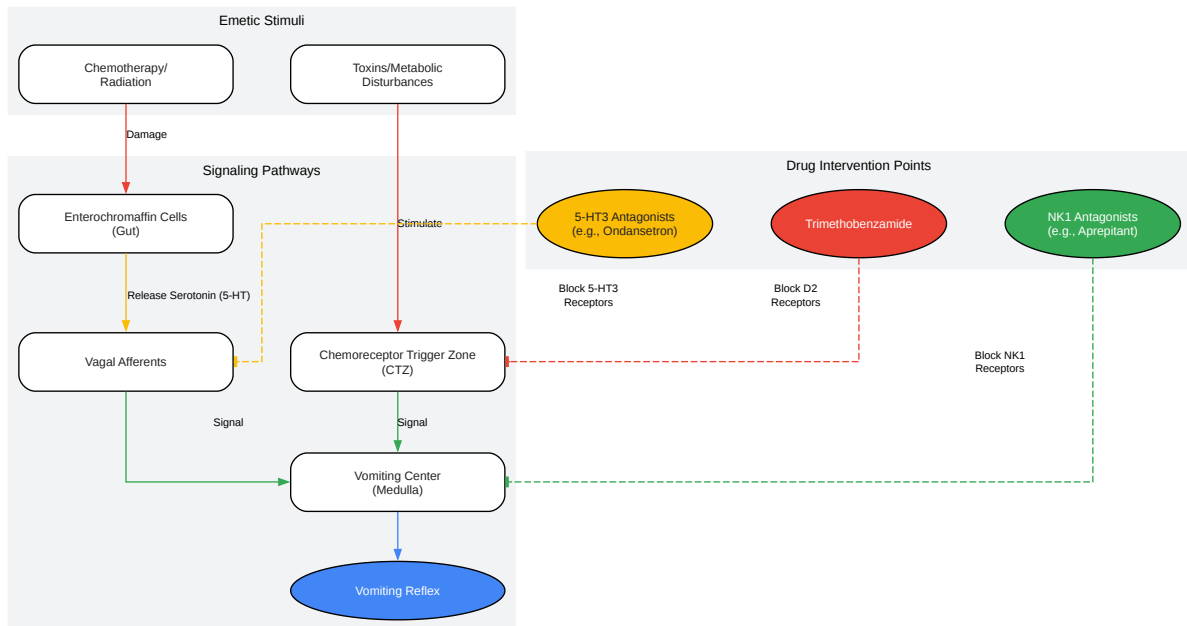 Emetic Stimuli
Chemotherapy/
Radiation
Toxins/Metabolic
Disturbances
Damage
Signaling Pathways
Drug Intervention Points
Enterochromaffin Cells
(Gut)
Stimulate
5-HT3 Antagonists
(e.g., Ondansetron)
Trimethobenzamide
NK1 Antagonists
(e.g., Aprepitant)
Release Serotonin (5-HT)
Block 5-HT3
Receptors
Block D2
Receptors
Vagal Afferents
Chemoreceptor Trigger Zone
(CTZ)
Block NK1
Receptors
Signal
Signal
Vomiting Center
(Medulla)
Vomiting Reflex